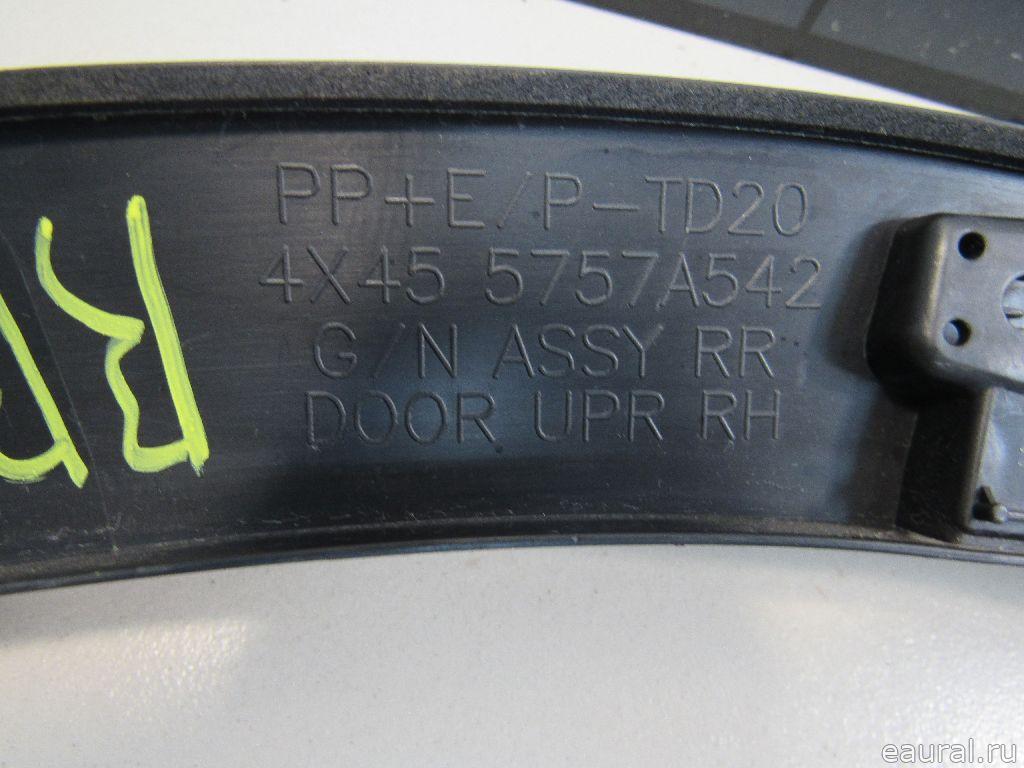 PP+E/P-TD20
4X45 5757A542
G/N ASSY RR
DOOR UPR RH
eaural.ru